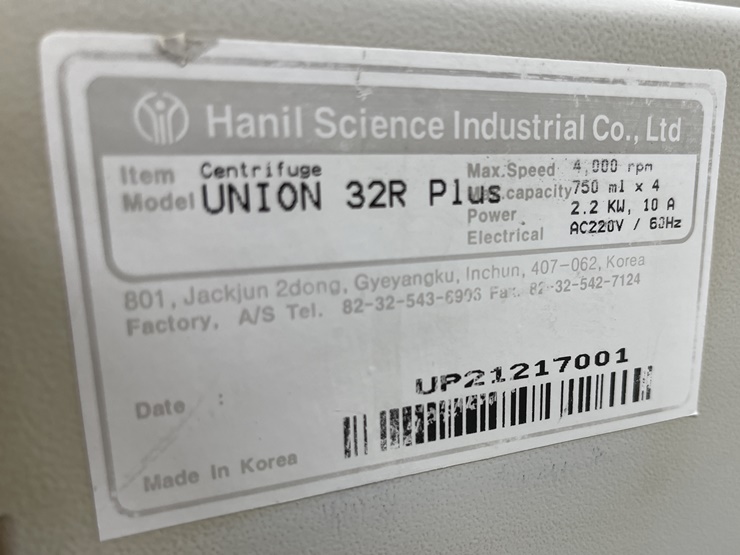 Hanil Science Industrial Co., Ltd
Item Centrifuge
Model UNION 32R Plus
Max.Speed 4,000 rpm
Max.capacity 750 ml x 4
Power 2.2 KW, 10 A
Electrical AC220V / 60Hz
801, Jackjun 2dong, Gyeyangku, Inchun, 407-062, Korea
Factory, A/S Tel. 82-32-543-6993 Fax. 82-32-542-7124
UP21217001
Date :
Made In Korea